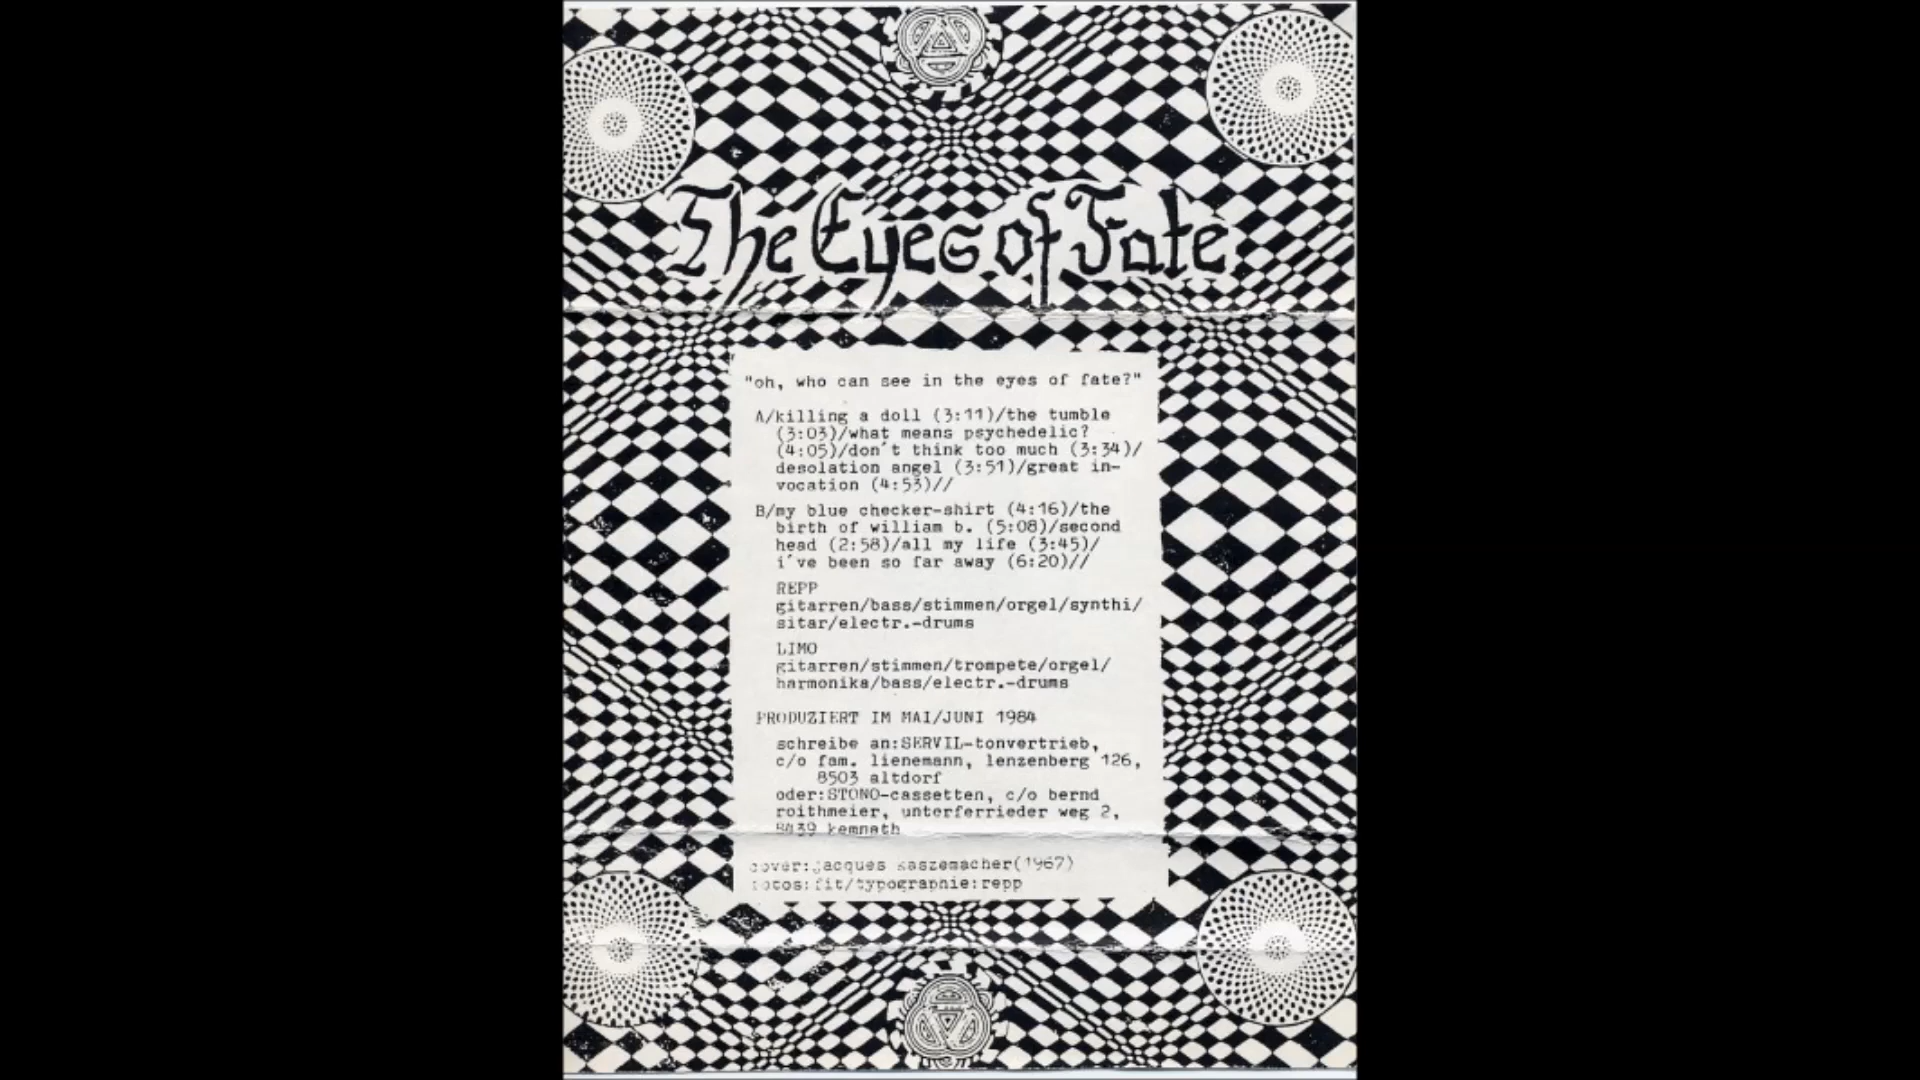 The Eyes of Fate
"oh, who can see in the eyes of fate?"
A/killing a doll (3:11)/the tumble
(3:03)/what means psychedelic?
(4:05)/don't think too much (3:34)/
desolation angel (3:51)/great in-
vocation (4:53)//
B/my blue checker-shirt (4:16)/the
birth of william b. (5:08)/second
head (2:58)/all my life (3:45)/
i've been so far away (6:20)//
REPP
gitarren/bass/stimmen/orgel/synthi/
sitar/electr.-drums
LIMO
gitarren/stimmen/trompete/orgel/
harmonika/bass/electr.-drums
PRODUZIERT IM MAI/JUNI 1984
schreibe an:SERVIL-tonvertrieb,
c/o fam. lienemann, lenzenberg 126,
8503 altdorf
oder:STONO-cassetten, c/o bernd
roithmeier, unterferrieder weg 2,
8439 kemnath
cover:jacques (1967)
fotos:fit/typographie:repp